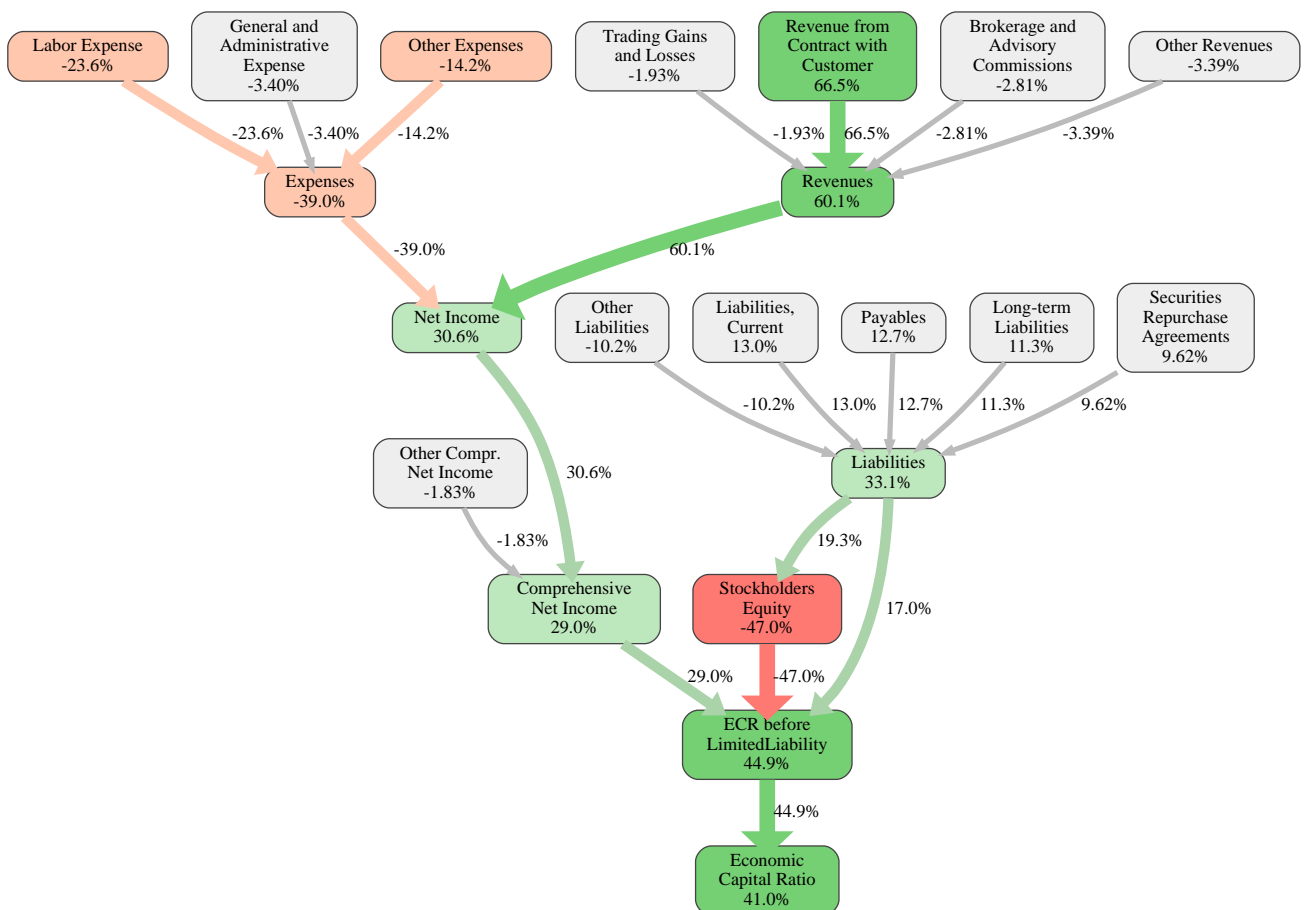 Labor Expense
-23.6%
General and
Administrative
Expense
-3.40%
Other Expenses
-14.2%
Trading Gains
and Losses
-1.93%
Revenue from
Contract with
Customer
66.5%
Brokerage and
Advisory
Commissions
-2.81%
Other Revenues
-3.39%
-23.6%
-3.40%
-14.2%
-1.93%
66.5%
-2.81%
-3.39%
Expenses
-39.0%
Revenues
60.1%
-39.0%
60.1%
Net Income
30.6%
Other
Liabilities
-10.2%
Liabilities,
Current
13.0%
Payables
12.7%
Long-term
Liabilities
11.3%
Securities
Repurchase
Agreements
9.62%
-10.2%
13.0%
12.7%
11.3%
9.62%
Other Compr.
Net Income
-1.83%
30.6%
Liabilities
33.1%
-1.83%
19.3%
17.0%
Comprehensive
Net Income
29.0%
Stockholders
Equity
-47.0%
29.0%
-47.0%
ECR before
LimitedLiability
44.9%
44.9%
Economic
Capital Ratio
41.0%